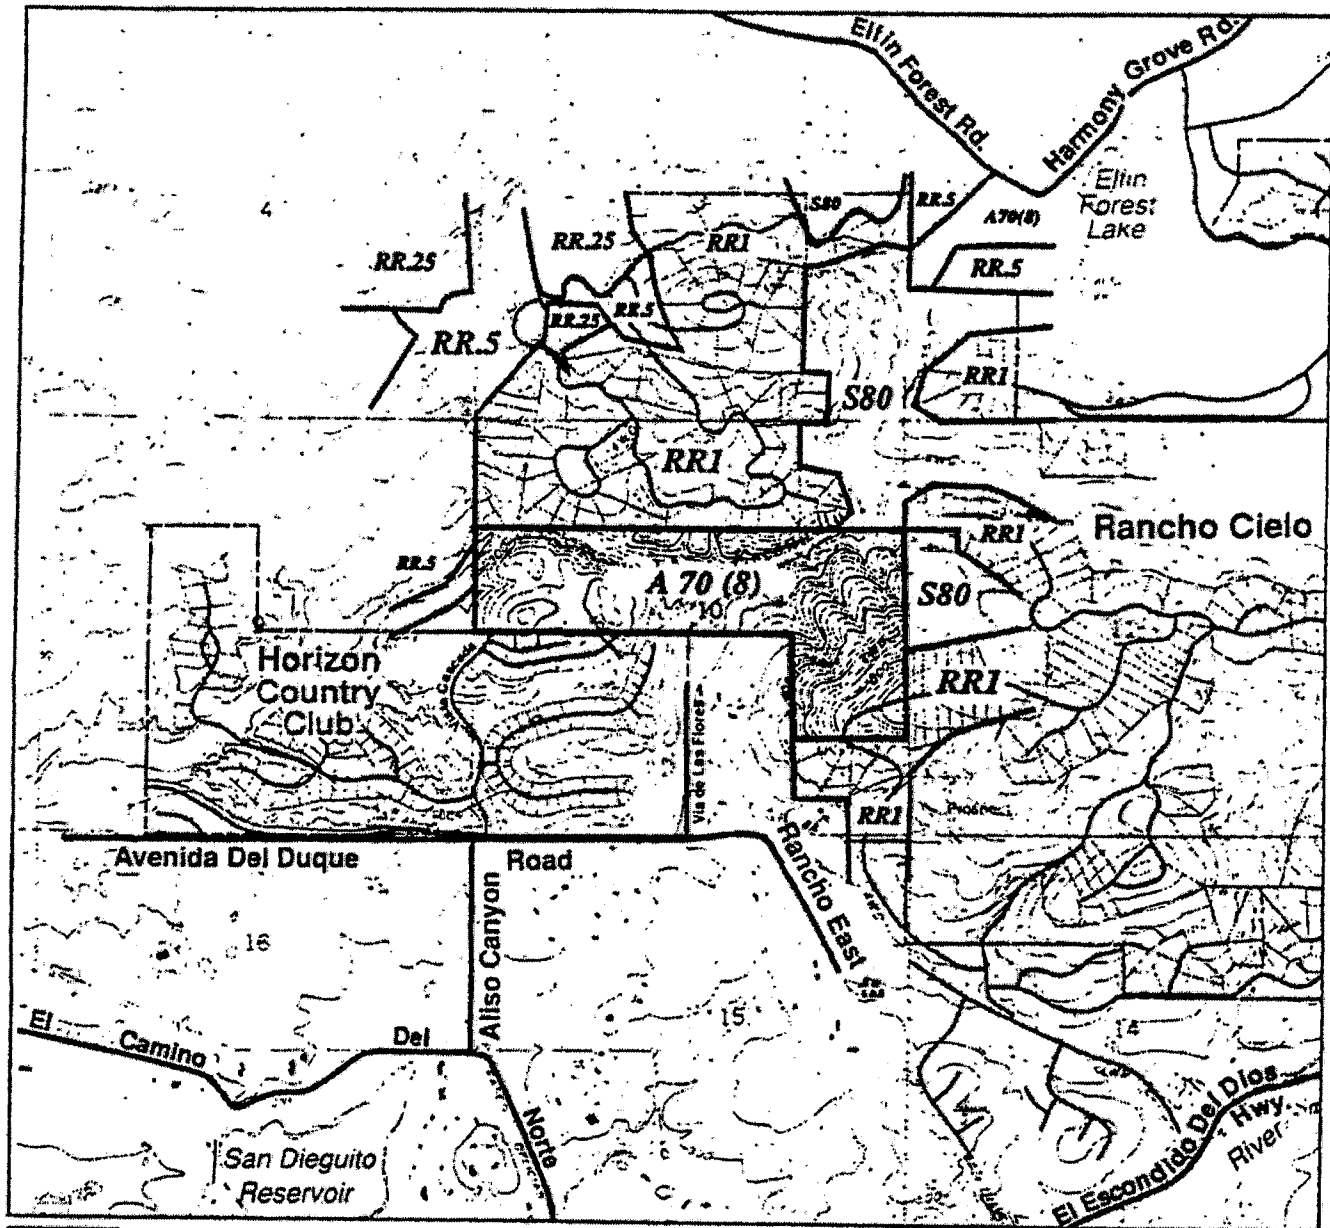 Elfin Forest Rd.
Harmony Grove Rd.
Elfin
Forest
Lake
4
S80
RR.5
A70(8)
RR.25
RR.25
RR1
RR.5
RR.5
RR.25
RR.5
S80
RR1
RR1
RR1
Rancho Cielo
RR.5
A 70 (8)
10
S80
Horizon
Country
Club
RR1
Via de Las Flores
RR1
Avenida Del Duque Road
Rancho East
Aliso Canyon
16
15
El Camino Del Norte
San Dieguito
Reservoir
El Escondido Del Dios
Hwy.
River